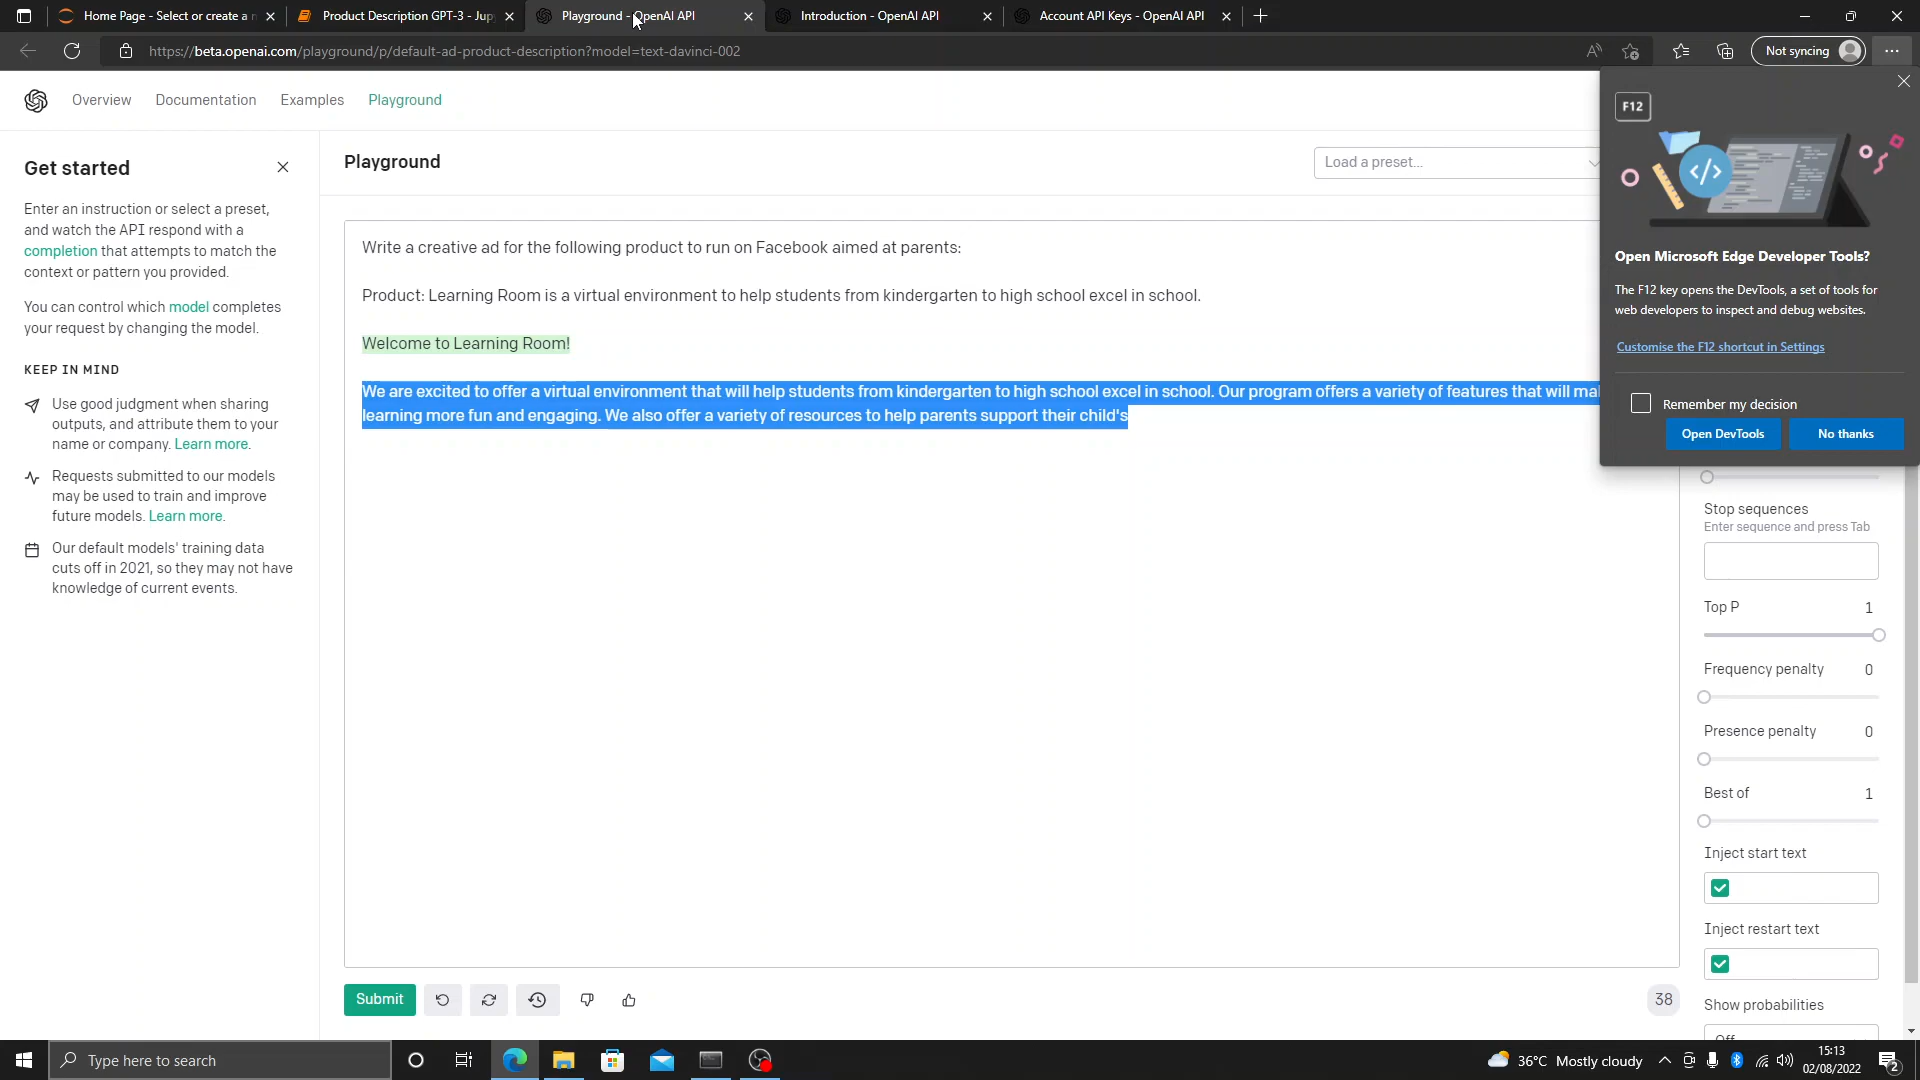 Home Page - Select or create a n
Product Description GPT-3 - Jup
Playground - OpenAI API
Introduction - OpenAI API
Account API Keys - OpenAI API
https://beta.openai.com/playground/p/default-ad-product-description?model=text-davinci-002
Not syncing
Overview
Documentation
Examples
Playground
Get started
Enter an instruction or select a preset,
and watch the API respond with a
completion that attempts to match the
context or pattern you provided.
You can control which model completes
your request by changing the model.
KEEP IN MIND
Use good judgment when sharing
outputs, and attribute them to your
name or company. Learn more.
Requests submitted to our models
may be used to train and improve
future models. Learn more.
Our default models' training data
cuts off in 2021, so they may not have
knowledge of current events.
Playground
Load a preset...
Write a creative ad for the following product to run on Facebook aimed at parents:
Product: Learning Room is a virtual environment to help students from kindergarten to high school excel in school.
Welcome to Learning Room!
We are excited to offer a virtual environment that will help students from kindergarten to high school excel in school. Our program offers a variety of features that will mal
learning more fun and engaging. We also offer a variety of resources to help parents support their child's
Submit
38
F12
Open Microsoft Edge Developer Tools?
The F12 key opens the DevTools, a set of tools for
web developers to inspect and debug websites.
Customise the F12 shortcut in Settings
Remember my decision
Open DevTools
No thanks
Stop sequences
Enter sequence and press Tab
Top P 1
Frequency penalty 0
Presence penalty 0
Best of 1
Inject start text
Inject restart text
Show probabilities
Type here to search
36°C Mostly cloudy
15:13
02/08/2022
2